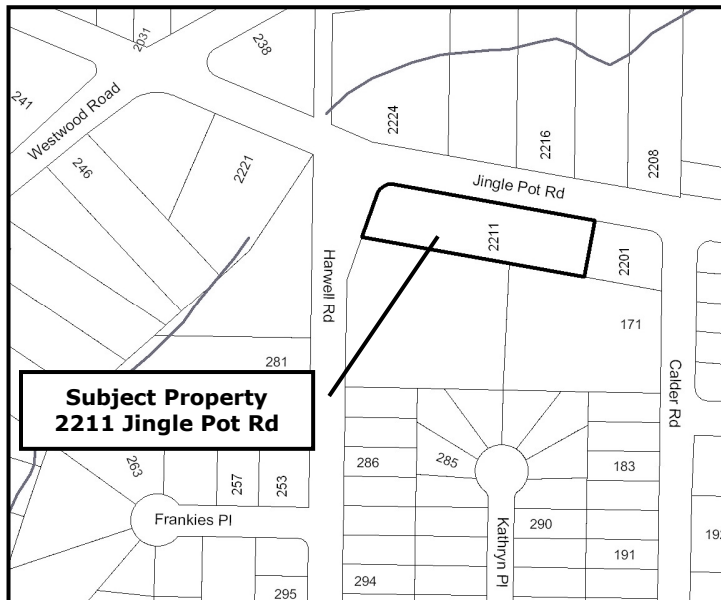 2031
238
241
Westwood Road
246
2221
2224
2216
2208
Jingle Pot Rd
2211
2201
Harwell Rd
171
281
Calder Rd
Subject Property
2211 Jingle Pot Rd
263
257
253
286
285
183
Frankies Pl
Kathryn Pl
290
191
192
294
295